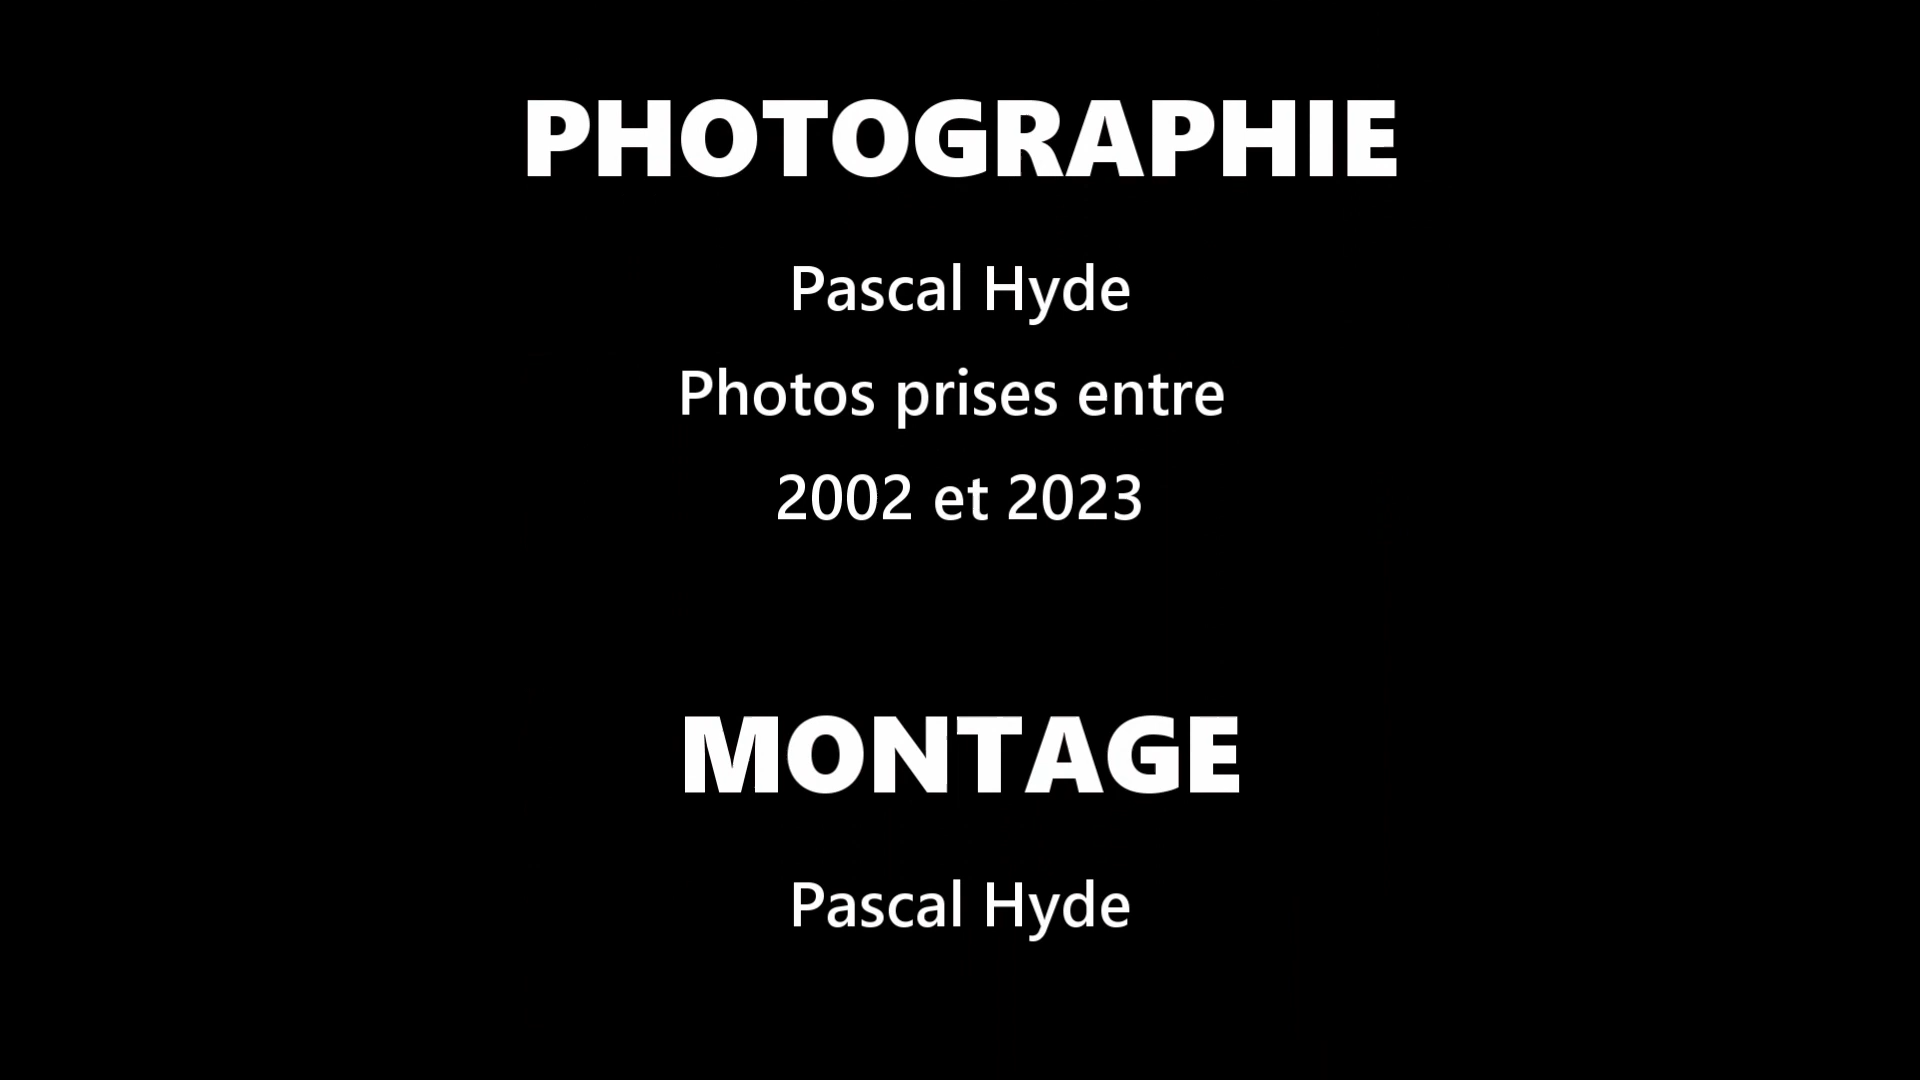 PHOTOGRAPHIE
Pascal Hyde
Photos prises entre
2002 et 2023
MONTAGE
Pascal Hyde